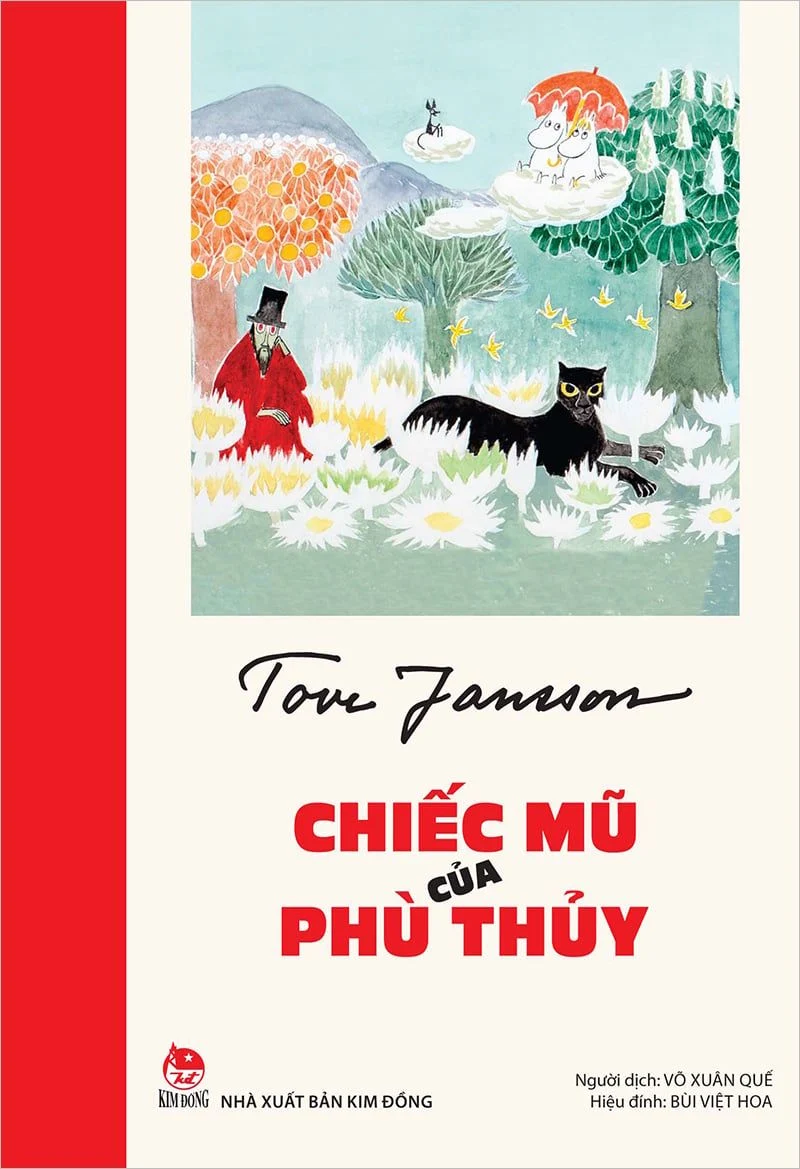 Tove Jansson
CHIẾC MŨ
CỦA
PHÙ THỦY
KIM ĐỒNG
NHÀ XUẤT BẢN KIM ĐỒNG
Người dịch: VÕ XUÂN QUẾ
Hiệu đính: BÙI VIỆT HOA